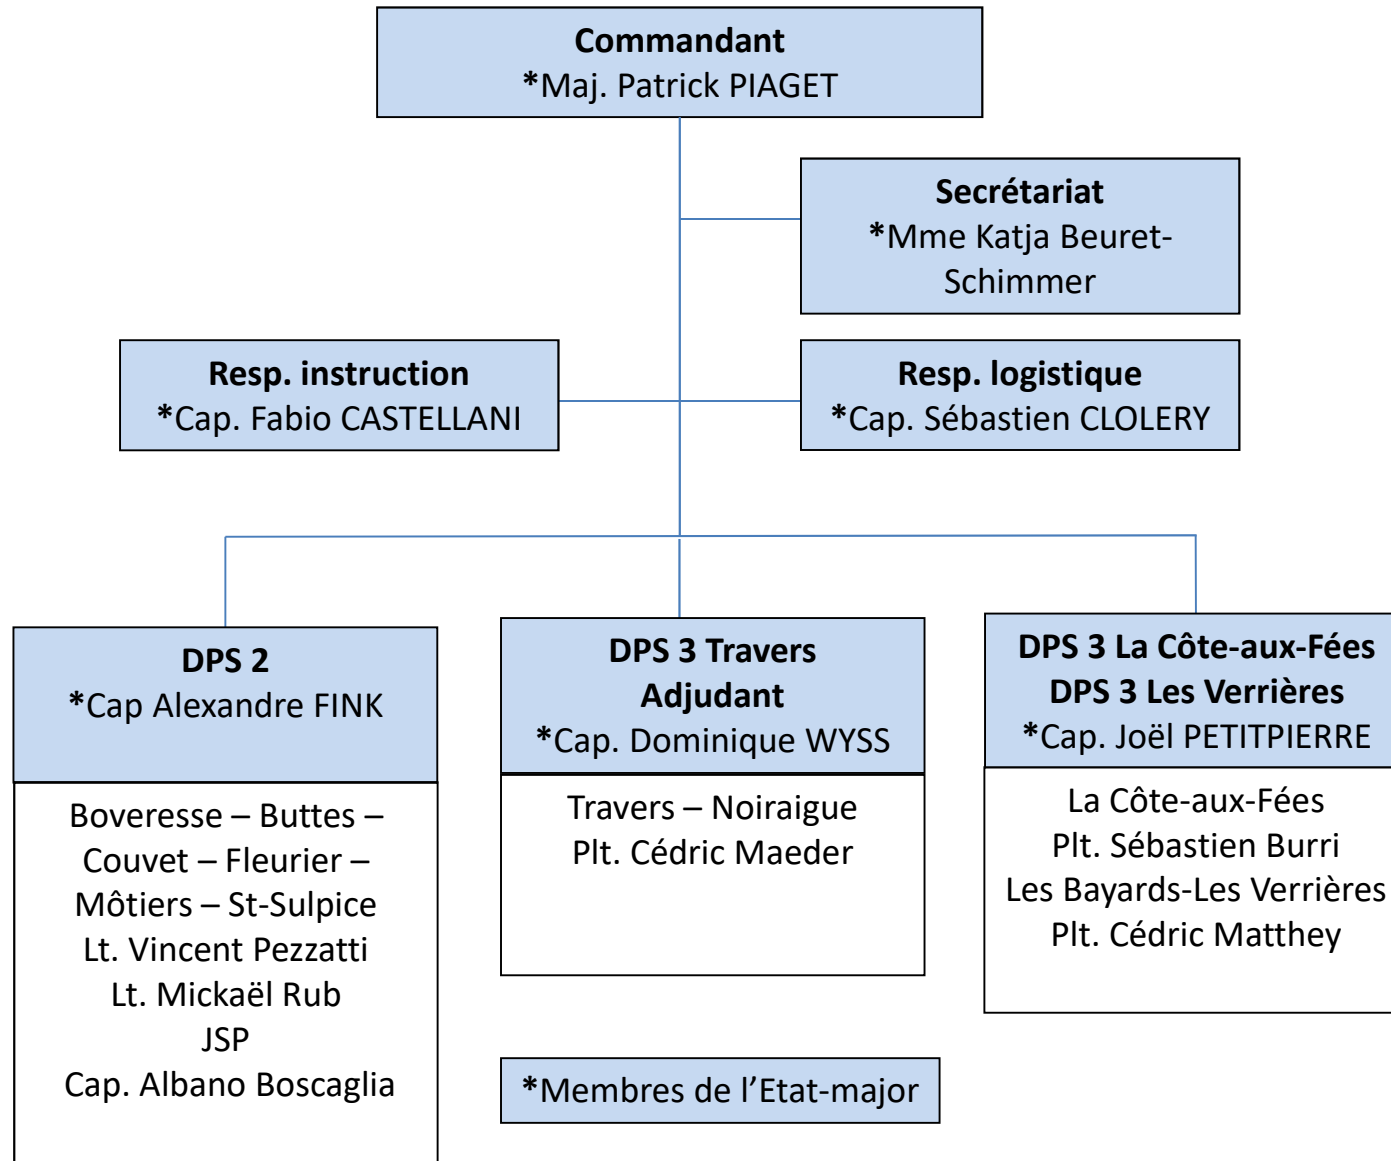 Commandant
*Maj. Patrick PIAGET
Secrétariat
*Mme Katja Beuret-
Schimmer
Resp. instruction
*Cap. Fabio CASTELLANI
Resp. logistique
*Cap. Sébastien CLOLERY
DPS 2
*Cap Alexandre FINK
Boveresse – Buttes –
Couvet – Fleurier –
Môtiers – St-Sulpice
Lt. Vincent Pezzatti
Lt. Mickaël Rub
JSP
Cap. Albano Boscaglia
DPS 3 Travers
Adjudant
*Cap. Dominique WYSS
Travers – Noiraigue
Plt. Cédric Maeder
DPS 3 La Côte-aux-Fées
DPS 3 Les Verrières
*Cap. Joël PETITPIERRE
La Côte-aux-Fées
Plt. Sébastien Burri
Les Bayards-Les Verrières
Plt. Cédric Matthey
*Membres de l’Etat-major